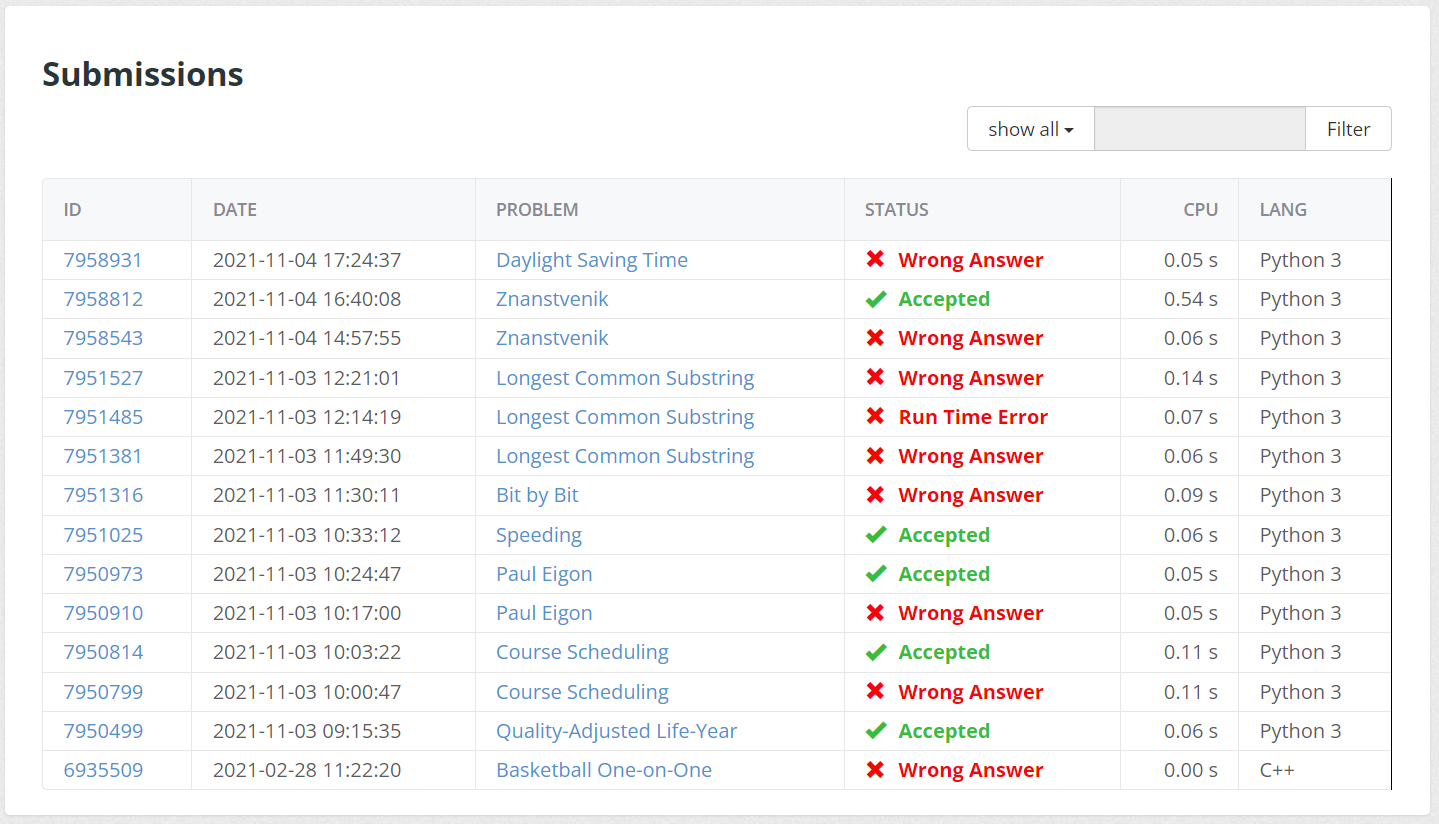 Submissions
show all Filter
ID DATE PROBLEM STATUS CPU LANG
7958931 2021-11-04 17:24:37 Daylight Saving Time Wrong Answer 0.05 s Python 3
7958812 2021-11-04 16:40:08 Znanstvenik Accepted 0.54 s Python 3
7958543 2021-11-04 14:57:55 Znanstvenik Wrong Answer 0.06 s Python 3
7951527 2021-11-03 12:21:01 Longest Common Substring Wrong Answer 0.14 s Python 3
7951485 2021-11-03 12:14:19 Longest Common Substring Run Time Error 0.07 s Python 3
7951381 2021-11-03 11:49:30 Longest Common Substring Wrong Answer 0.06 s Python 3
7951316 2021-11-03 11:30:11 Bit by Bit Wrong Answer 0.09 s Python 3
7951025 2021-11-03 10:33:12 Speeding Accepted 0.06 s Python 3
7950973 2021-11-03 10:24:47 Paul Eigon Accepted 0.05 s Python 3
7950910 2021-11-03 10:17:00 Paul Eigon Wrong Answer 0.05 s Python 3
7950814 2021-11-03 10:03:22 Course Scheduling Accepted 0.11 s Python 3
7950799 2021-11-03 10:00:47 Course Scheduling Wrong Answer 0.11 s Python 3
7950499 2021-11-03 09:15:35 Quality-Adjusted Life-Year Accepted 0.06 s Python 3
6935509 2021-02-28 11:22:20 Basketball One-on-One Wrong Answer 0.00 s C++